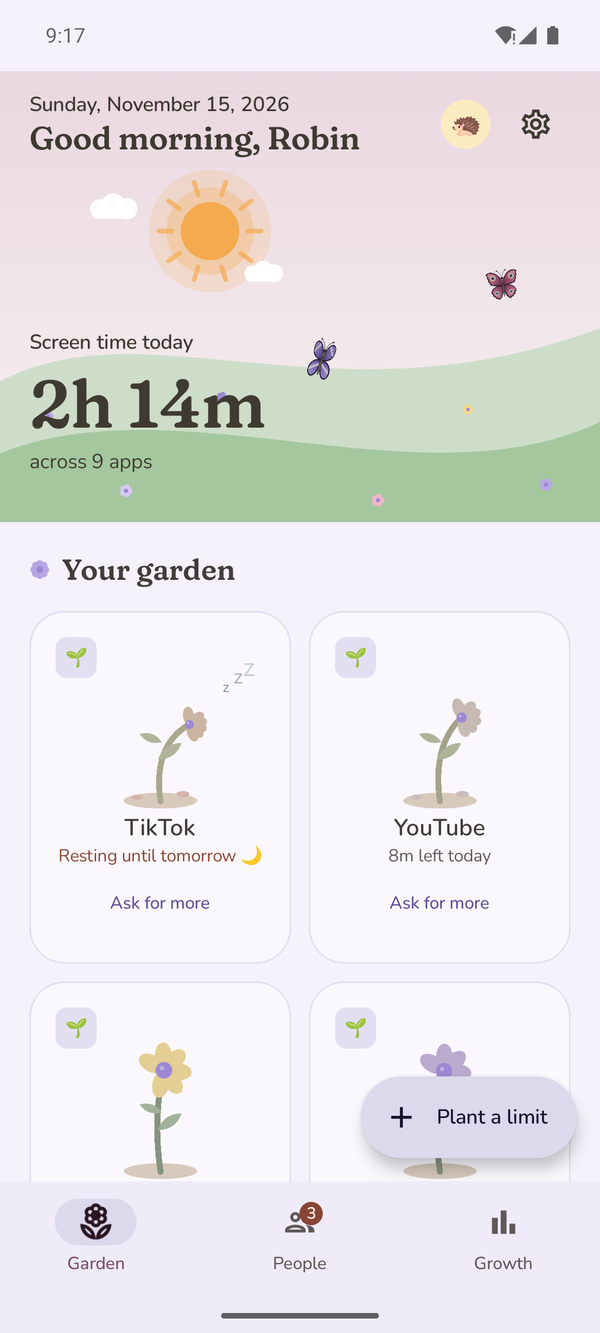 9:17
Sunday, November 15, 2026
Good morning, Robin
Screen time today
2h 14m
across 9 apps
Your garden
z z Z
TikTok
Resting until tomorrow 🌙
Ask for more
YouTube
8m left today
Ask for more
+ Plant a limit
3
Garden
People
Growth